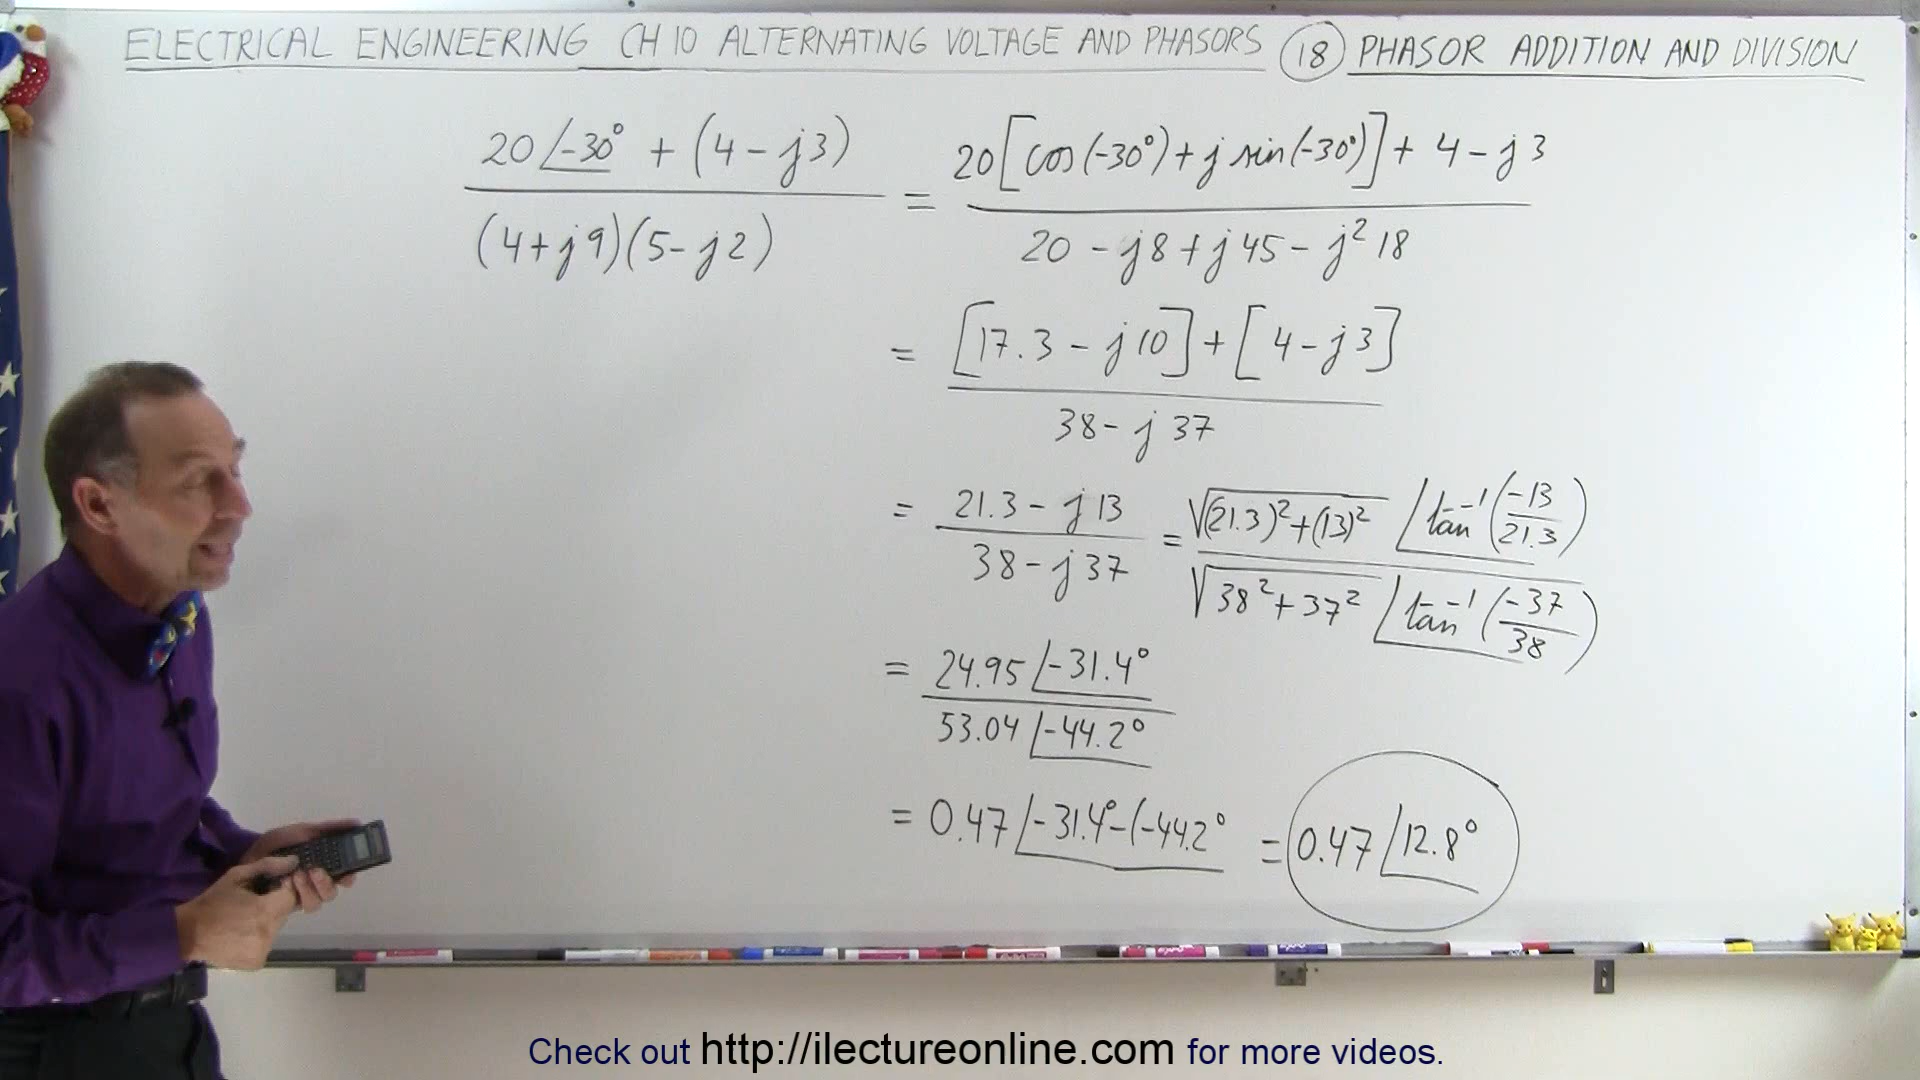 ELECTRICAL ENGINEERING CH 10 ALTERNATING VOLTAGE AND PHASORS (18) PHASOR ADDITION AND DIVISION
20 ∠-30° + (4 - j3) / (4 + j9)(5 - j2) = 20[cos(-30°) + j sin(-30°)] + 4 - j3 / 20 - j8 + j45 - j² 18
= [17.3 - j10] + [4 - j3] / 38 - j37
= 21.3 - j13 / 38 - j37 = √(21.3)² + (13)² ∠tan⁻¹(-13/21.3) / √38² + 37² ∠tan⁻¹(-37/38)
= 24.95 ∠-31.4° / 53.04 ∠-44.2°
= 0.47 ∠-31.4°-(-44.2° = 0.47 ∠12.8°
Check out http://ilectureonline.com for more videos.